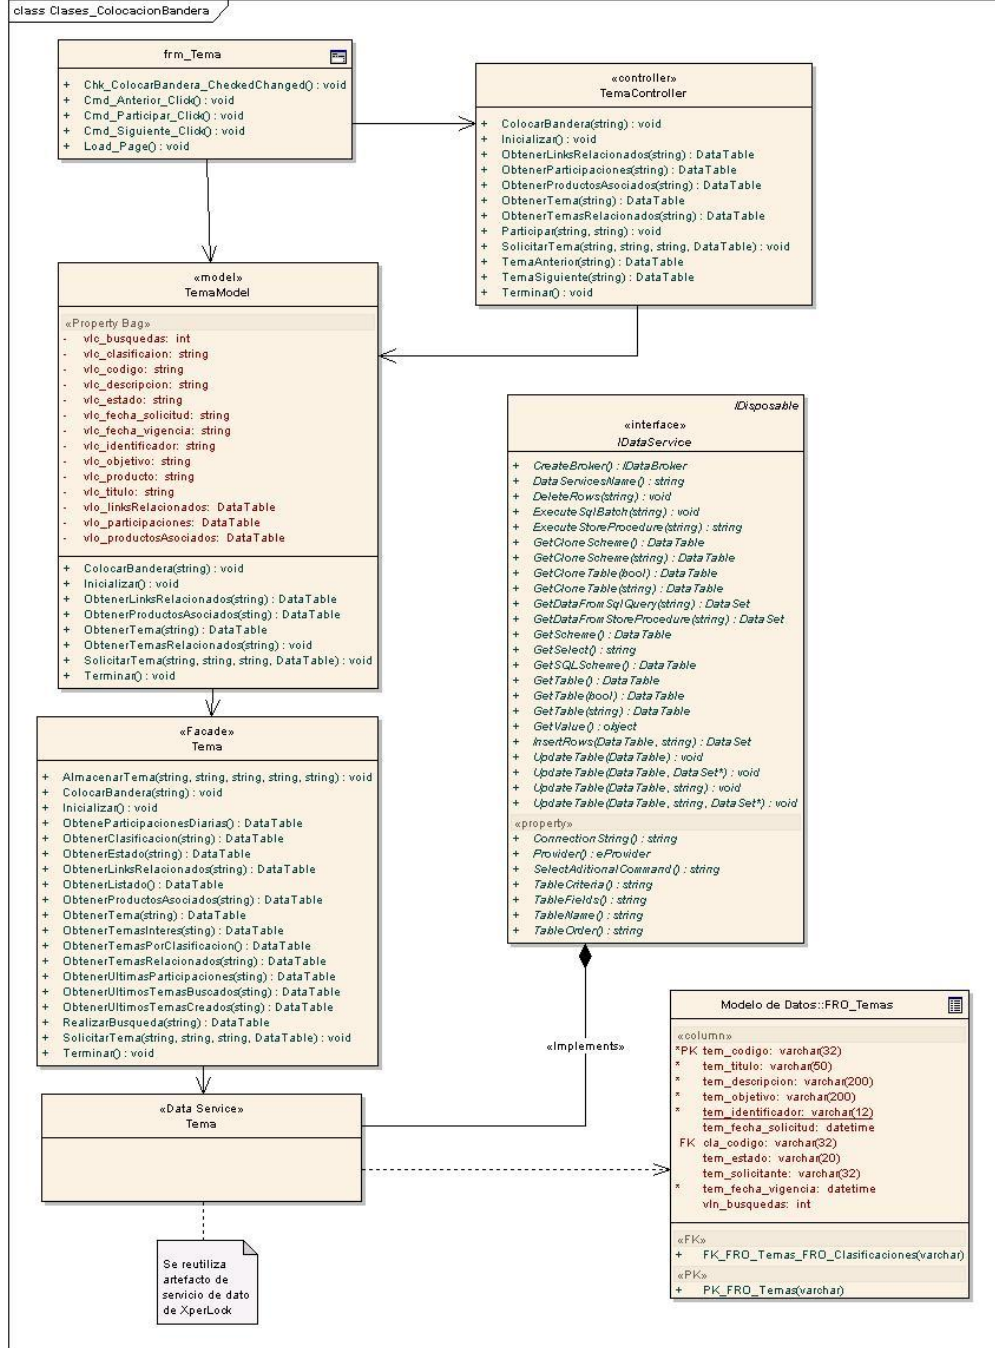 class Clases_ColocacionBandera
frm_Tema
+ Chk_ColocarBandera_CheckedChanged() : void
+ Cmd_Anterior_Click() : void
+ Cmd_Participar_Click() : void
+ Cmd_Siguiente_Click() : void
+ Load_Page() : void
«controller»
TemaController
+ ColocarBandera(string) : void
+ Inicializar() : void
+ ObtenerLinksRelacionados(string) : DataTable
+ ObtenerParticipaciones(string) : DataTable
+ ObtenerProductosAsociados(string) : DataTable
+ ObtenerTema(string) : DataTable
+ ObtenerTemasRelacionados(string) : DataTable
+ Participar(string, string) : void
+ SolicitarTema(string, string, string, DataTable) : void
+ TemaAnterior(string) : DataTable
+ TemaSiguiente(string) : DataTable
+ Terminar() : void
«model»
TemaModel
«Property Bag»
- vlc_busquedas: int
- vlc_clasificaion: string
- vlc_codigo: string
- vlc_descripcion: string
- vlc_estado: string
- vlc_fecha_solicitud: string
- vlc_fecha_vigencia: string
- vlc_identificador: string
- vlc_objetivo: string
- vlc_producto: string
- vlc_titulo: string
- vlo_linksRelacionados: DataTable
- vlo_participaciones: DataTable
- vlo_productosAsociados: DataTable
+ ColocarBandera(string) : void
+ Inicializar() : void
+ ObtenerLinksRelacionados(sting) : DataTable
+ ObtenerProductosAsociados(string) : DataTable
+ ObtenerTema(string) : DataTable
+ ObtenerTemasRelacionados(string) : void
+ SolicitarTema(string, string, string, DataTable) : void
+ Terminar() : void
IDisposable
«interface»
IDataService
+ CreateBroker() : IDataBroker
+ DataServicesName() : string
+ DeleteRows(string) : void
+ ExecuteSqlBatch(string) : void
+ ExecuteStoreProcedure(string) : string
+ GetCloneScheme() : DataTable
+ GetCloneScheme(string) : DataTable
+ GetCloneTable(bool) : DataTable
+ GetCloneTable(string) : DataTable
+ GetDataFromSqlQuery(string) : DataSet
+ GetDataFromStoreProcedure(string) : DataSet
+ GetScheme() : DataTable
+ GetSelect() : string
+ GetSQLScheme() : DataTable
+ GetTable() : DataTable
+ GetTable(bool) : DataTable
+ GetTable(string) : DataTable
+ GetValue() : object
+ InsertRows(DataTable, string) : DataSet
+ UpdateTable(DataTable) : void
+ UpdateTable(DataTable, DataSet*) : void
+ UpdateTable(DataTable, string) : void
+ UpdateTable(DataTable, string, DataSet*) : void
«property»
+ ConnectionString() : string
+ Provider() : eProvider
+ SelectAditionalCommand() : string
+ TableCriteria() : string
+ TableFields() : string
+ TableName() : string
+ TableOrder() : string
«Facade»
Tema
+ AlmacenarTema(string, string, string, string, string) : void
+ ColocarBandera(string) : void
+ Inicializar() : void
+ ObteneParticipacionesDiarias() : DataTable
+ ObtenerClasificacion(string) : DataTable
+ ObtenerEstado(string) : DataTable
+ ObtenerLinksRelacionados(string) : DataTable
+ ObtenerListado() : DataTable
+ ObtenerProductosAsociados(string) : DataTable
+ ObtenerTema(string) : DataTable
+ ObtenerTemasInteres(sting) : DataTable
+ ObtenerTemasPorClasificacion() : DataTable
+ ObtenerTemasRelacionados(string) : DataTable
+ ObtenerUltimasParticipaciones(sting) : DataTable
+ ObtenerUltimosTemasBuscados(sting) : DataTable
+ ObtenerUltimosTemasCreados(sting) : DataTable
+ RealizarBusqueda(string) : DataTable
+ SolicitarTema(string, string, string, DataTable) : void
+ Terminar() : void
«Implements»
«Data Service»
Tema
Modelo de Datos::FRO_Temas
«column»
*PK tem_codigo: varchar(32)
* tem_titulo: varchar(50)
* tem_descripcion: varchar(200)
* tem_objetivo: varchar(200)
* tem_identificador: varchar(12)
tem_fecha_solicitud: datetime
FK cla_codigo: varchar(32)
tem_estado: varchar(20)
tem_solicitante: varchar(32)
* tem_fecha_vigencia: datetime
vln_busquedas: int
«FK»
+ FK_FRO_Temas_FRO_Clasificaciones(varchar)
«PK»
+ PK_FRO_Temas(varchar)
Se reutiliza
artefacto de
servicio de dato
de XperLock